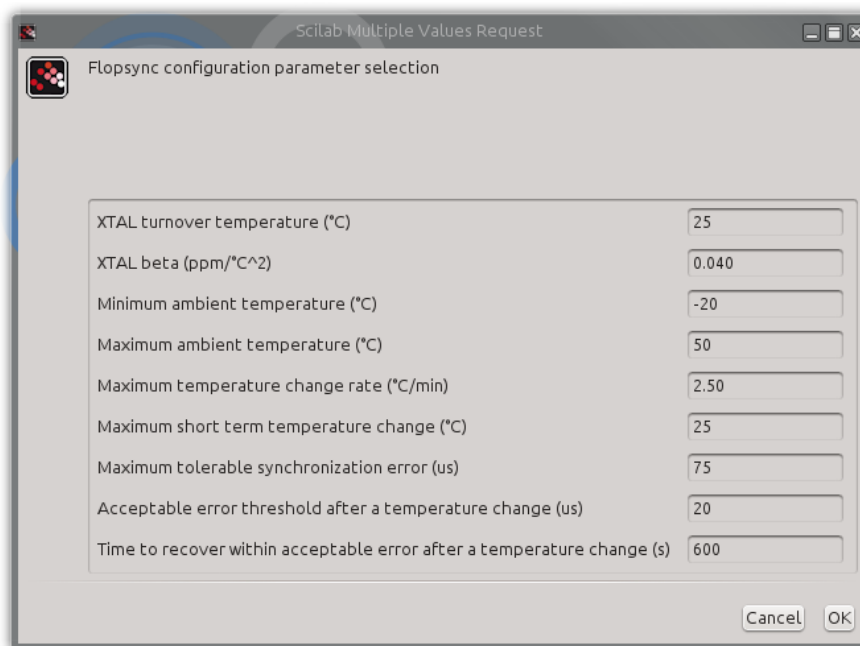 Scilab Multiple Values Request
Flopsync configuration parameter selection
XTAL turnover temperature (°C) 25
XTAL beta (ppm/°C^2) 0.040
Minimum ambient temperature (°C) -20
Maximum ambient temperature (°C) 50
Maximum temperature change rate (°C/min) 2.50
Maximum short term temperature change (°C) 25
Maximum tolerable synchronization error (us) 75
Acceptable error threshold after a temperature change (us) 20
Time to recover within acceptable error after a temperature change (s) 600
Cancel OK